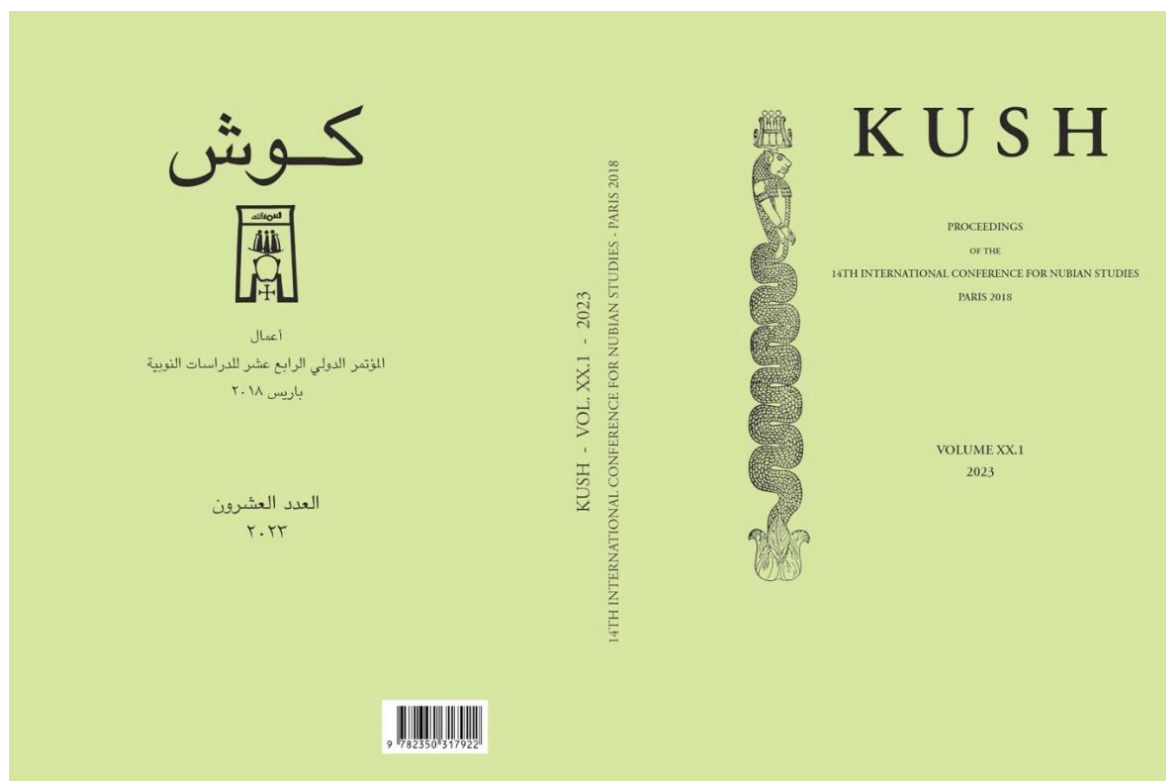 كـوش
أعمال
المؤتمر الدولي الرابع عشر للدراسات النوبية
باريس ٢٠١٨
العدد العشرون
٢٠٢٣
9 782350 317922
KUSH - VOL. XX.1 - 2023
14TH INTERNATIONAL CONFERENCE FOR NUBIAN STUDIES - PARIS 2018
KUSH
PROCEEDINGS
OF THE
14TH INTERNATIONAL CONFERENCE FOR NUBIAN STUDIES
PARIS 2018
VOLUME XX.1
2023